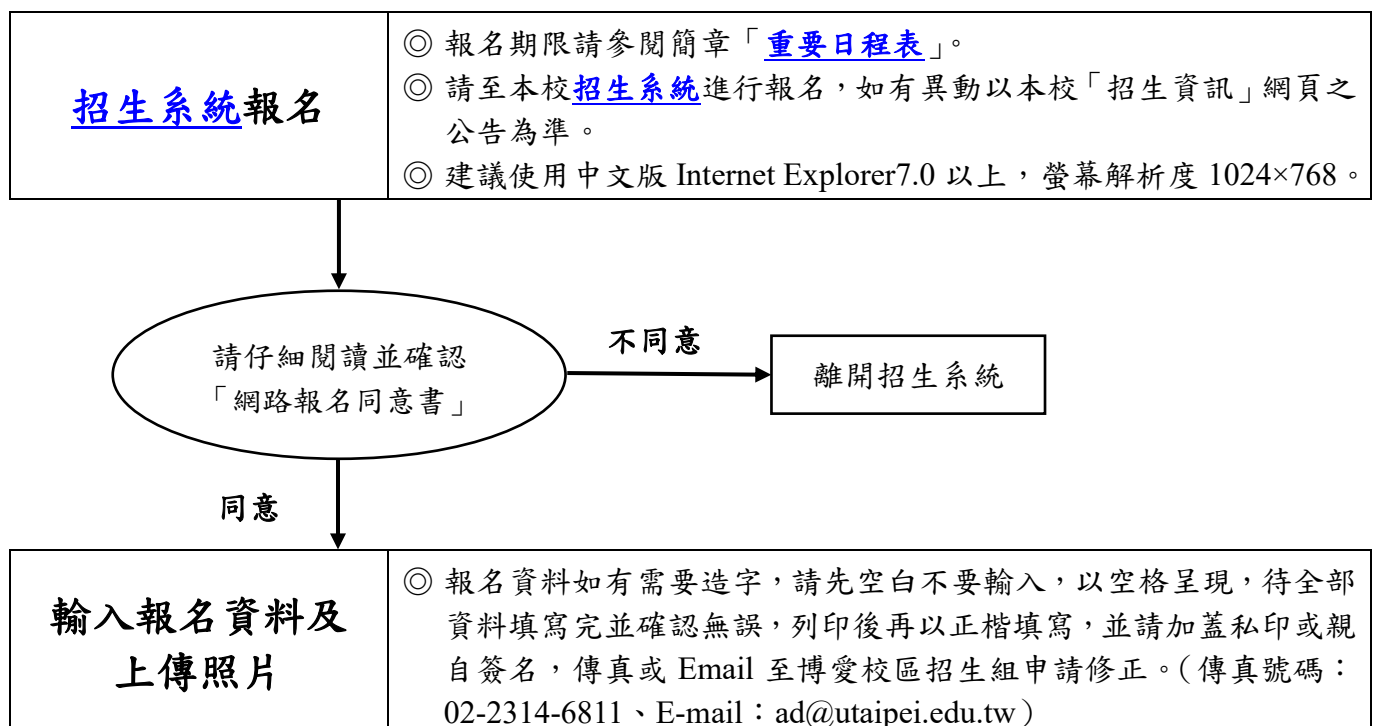 招生系統報名
◎ 報名期限請參閱簡章「重要日程表」。
◎ 請至本校招生系統進行報名，如有異動以本校「招生資訊」網頁之
公告為準。
◎ 建議使用中文版 Internet Explorer7.0 以上，螢幕解析度 1024×768。
請仔細閱讀並確認
「網路報名同意書」
不同意
離開招生系統
同意
輸入報名資料及
上傳照片
◎ 報名資料如有需要造字，請先空白不要輸入，以空格呈現，待全部
資料填寫完並確認無誤，列印後再以正楷填寫，並請加蓋私印或親
自簽名，傳真或 Email 至博愛校區招生組申請修正。（傳真號碼：
02-2314-6811、E-mail：ad@utaipei.edu.tw）